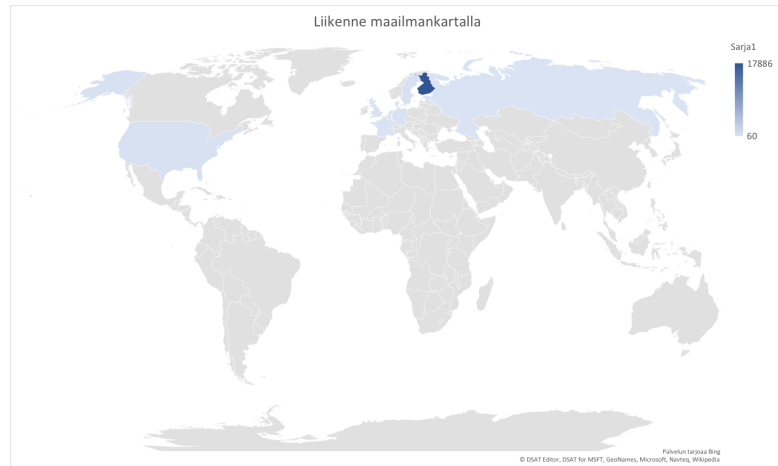 Liikenne maailmankartalla
Sarja1
17886
60
Palvelun tarjoaa Bing
© DSAT Editor, DSAT for MSFT, GeoNames, Microsoft, Navteq, Wikipedia